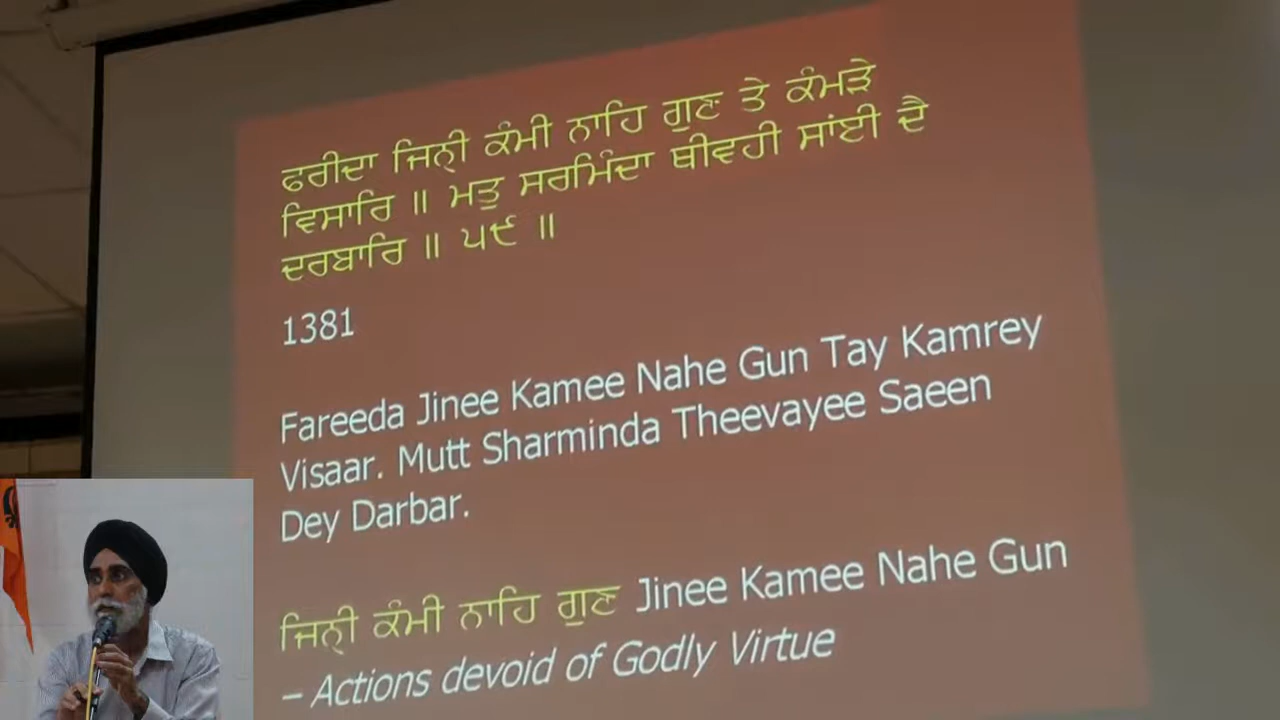 ਫਰੀਦਾ ਜਿਨ੍ਹੀ ਕੰਮੀ ਨਾਹਿ ਗੁਣ ਤੇ ਕੰਮੜੇ
ਵਿਸਾਰਿ ॥ ਮਤੁ ਸਰਮਿੰਦਾ ਥੀਵਹੀ ਸਾਂਈ ਦੈ
ਦਰਬਾਰਿ ॥ ੫੯ ॥
1381
Fareeda Jinee Kamee Nahe Gun Tay Kamrey
Visaar. Mutt Sharminda Theevayee Saeen
Dey Darbar.
ਜਿਨ੍ਹੀ ਕੰਮੀ ਨਾਹਿ ਗੁਣ Jinee Kamee Nahe Gun
– Actions devoid of Godly Virtue